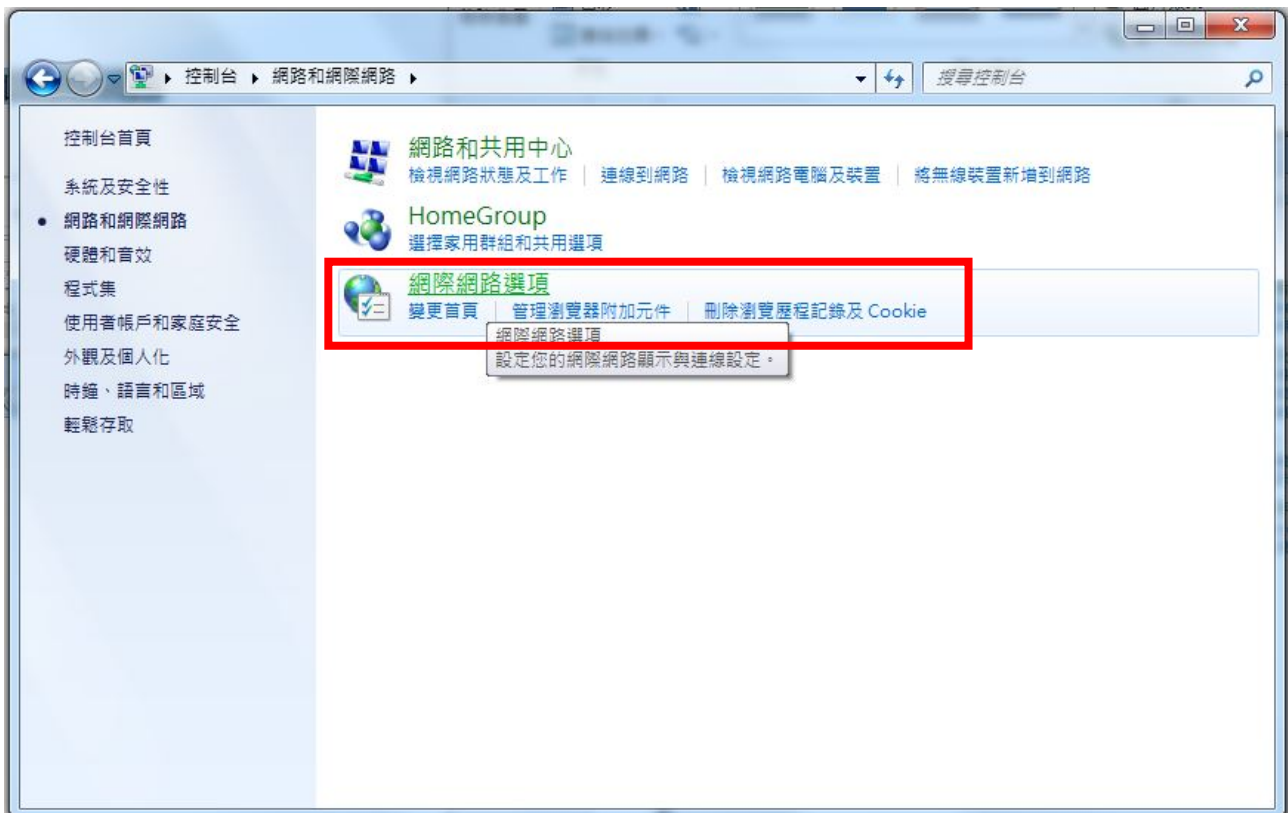 控制台 ▸ 網路和網際網路 ▸
搜尋控制台
控制台首頁
系統及安全性
網路和網際網路
硬體和音效
程式集
使用者帳戶和家庭安全
外觀及個人化
時鐘、語言和區域
輕鬆存取
網路和共用中心
檢視網路狀態及工作 | 連線到網路 | 檢視網路電腦及裝置 | 將無線裝置新增到網路
HomeGroup
選擇家用群組和共用選項
網際網路選項
變更首頁 | 管理瀏覽器附加元件 | 刪除瀏覽歷程記錄及 Cookie
網際網路選項
設定您的網際網路顯示與連線設定。